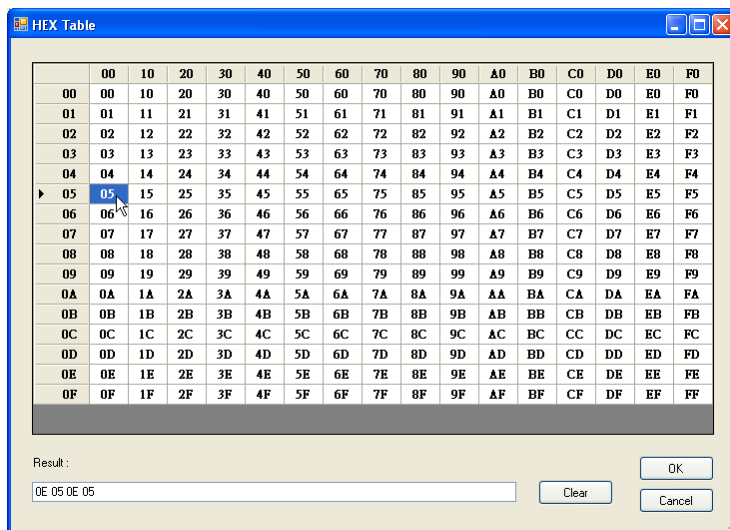 HEX Table
00 10 20 30 40 50 60 70 80 90 A0 B0 C0 D0 E0 F0
00 00 10 20 30 40 50 60 70 80 90 A0 B0 C0 D0 E0 F0
01 01 11 21 31 41 51 61 71 81 91 A1 B1 C1 D1 E1 F1
02 02 12 22 32 42 52 62 72 82 92 A2 B2 C2 D2 E2 F2
03 03 13 23 33 43 53 63 73 83 93 A3 B3 C3 D3 E3 F3
04 04 14 24 34 44 54 64 74 84 94 A4 B4 C4 D4 E4 F4
05 05 15 25 35 45 55 65 75 85 95 A5 B5 C5 D5 E5 F5
06 06 16 26 36 46 56 66 76 86 96 A6 B6 C6 D6 E6 F6
07 07 17 27 37 47 57 67 77 87 97 A7 B7 C7 D7 E7 F7
08 08 18 28 38 48 58 68 78 88 98 A8 B8 C8 D8 E8 F8
09 09 19 29 39 49 59 69 79 89 99 A9 B9 C9 D9 E9 F9
0A 0A 1A 2A 3A 4A 5A 6A 7A 8A 9A AA BA CA DA EA FA
0B 0B 1B 2B 3B 4B 5B 6B 7B 8B 9B AB BB CB DB EB FB
0C 0C 1C 2C 3C 4C 5C 6C 7C 8C 9C AC BC CC DC EC FC
0D 0D 1D 2D 3D 4D 5D 6D 7D 8D 9D AD BD CD DD ED FD
0E 0E 1E 2E 3E 4E 5E 6E 7E 8E 9E AE BE CE DE EE FE
0F 0F 1F 2F 3F 4F 5F 6F 7F 8F 9F AF BF CF DF EF FF
Result :
OK
0E 05 0E 05
Clear
Cancel